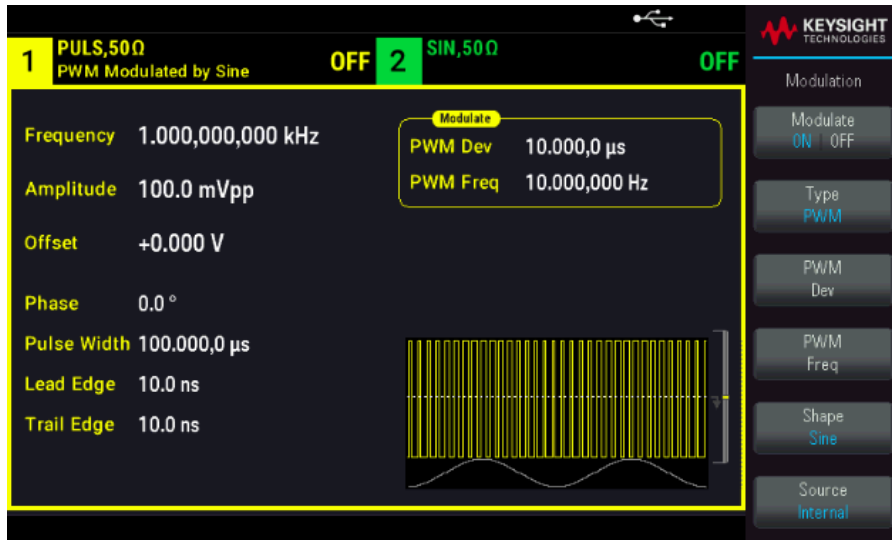 KEYSIGHT
TECHNOLOGIES
1 PULS,50Ω
PWM Modulated by Sine
OFF
2 SIN,50Ω
OFF
Frequency 1.000,000,000 kHz
Amplitude 100.0 mVpp
Offset +0.000 V
Phase 0.0 °
Pulse Width 100.000,0 µs
Lead Edge 10.0 ns
Trail Edge 10.0 ns
Modulate
PWM Dev 10.000,0 µs
PWM Freq 10.000,000 Hz
Modulation
Modulate
ON | OFF
Type
PWM
PWM
Dev
PWM
Freq
Shape
Sine
Source
Internal